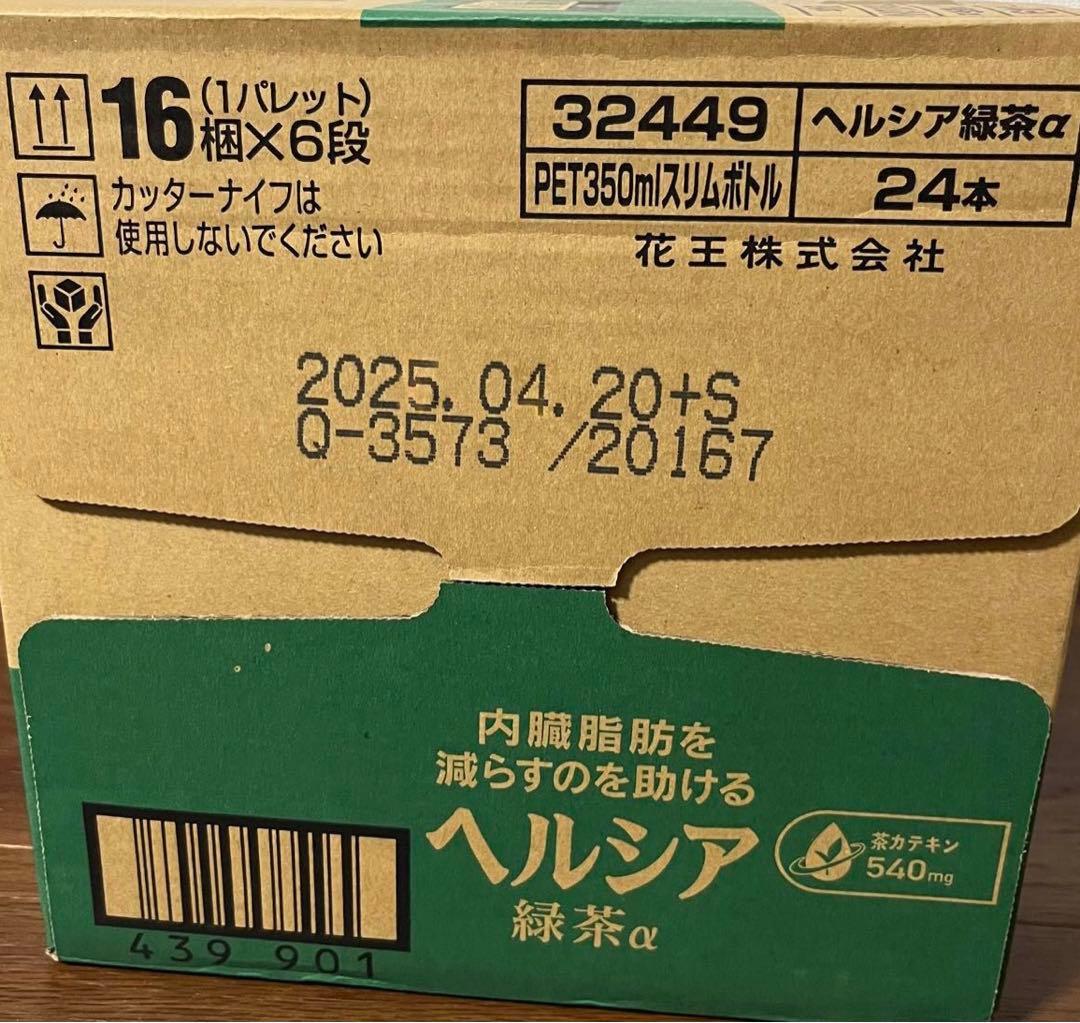 16 (1パレット)
梱×6段
カッターナイフは
使用しないでください
32449 ヘルシア緑茶α
PET350mlスリムボトル 24本
花王株式会社
2025.04.20+S
Q-3573 /20167
内臓脂肪を
減らすのを助ける
ヘルシア
緑茶α
茶カテキン
540mg
439 901